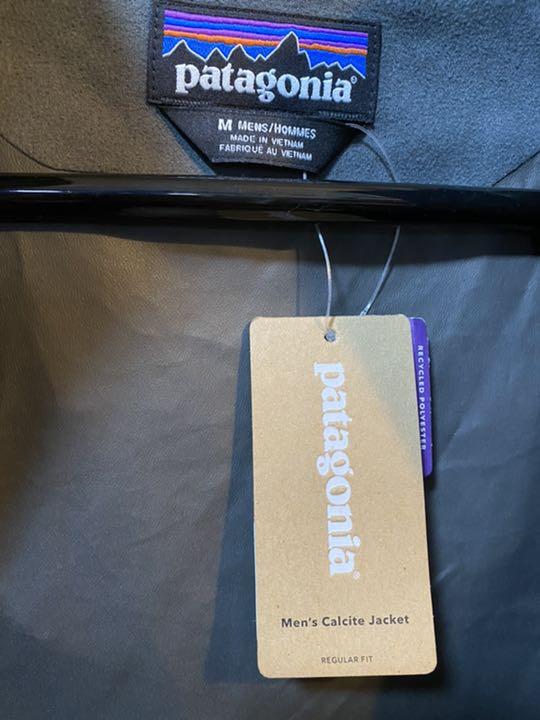 patagonia®
M MENS/HOMMES
MADE IN VIETNAM
FABRIQUÉ AU VIETNAM
RECYCLED POLYESTER
patagonia®
Men's Calcite Jacket
REGULAR FIT